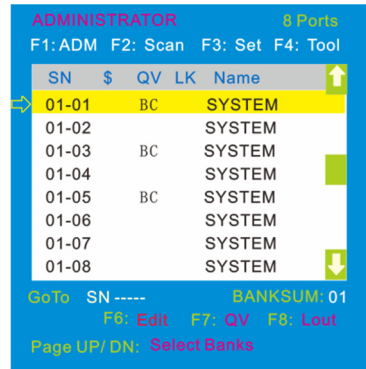 ADMINISTRATOR 8 Ports
F1: ADM F2: Scan F3: Set F4: Tool
SN $ QV LK Name
01-01 BC SYSTEM
01-02 SYSTEM
01-03 BC SYSTEM
01-04 SYSTEM
01-05 BC SYSTEM
01-06 SYSTEM
01-07 SYSTEM
01-08 SYSTEM
GoTo SN ----- BANKSUM: 01
F6: Edit F7: QV F8: Lout
Page UP/ DN: Select Banks